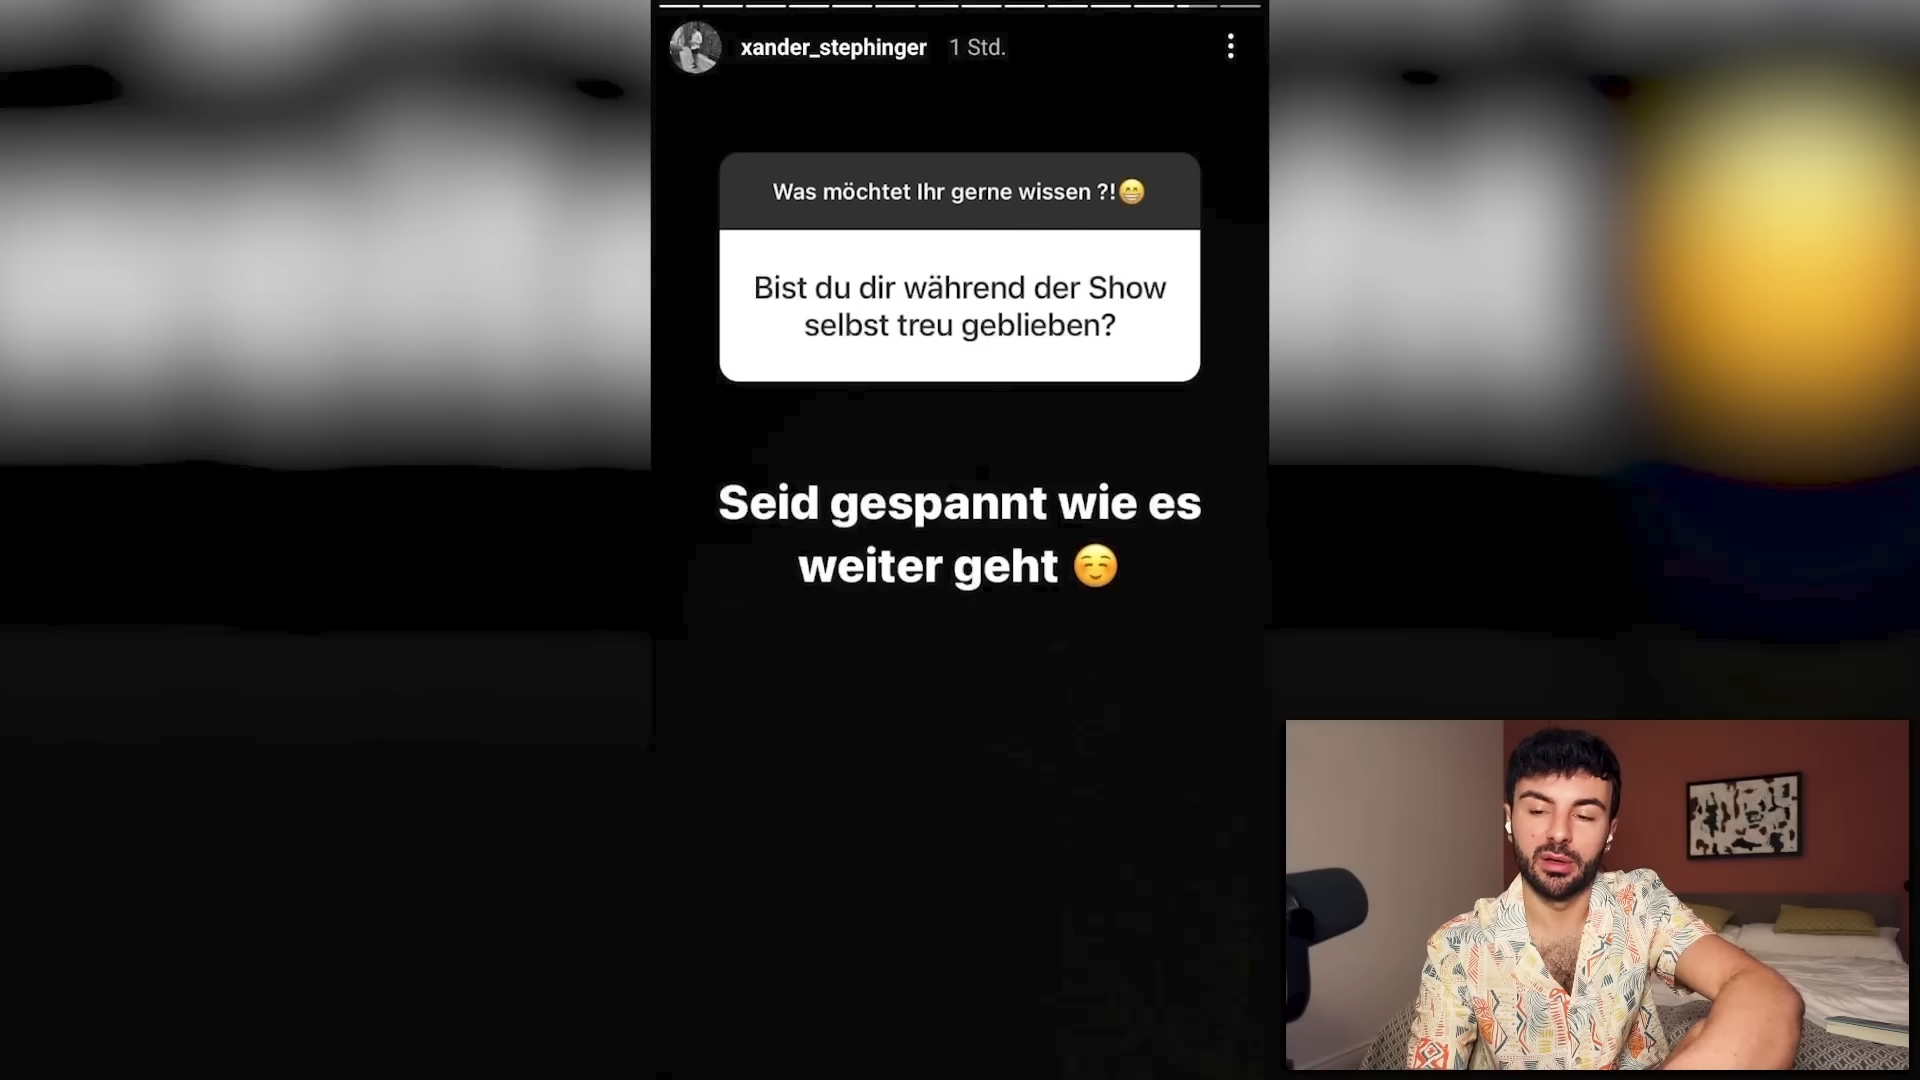 xander_stephinger 1 Std.
Was möchtet Ihr gerne wissen ?!😁
Bist du dir während der Show
selbst treu geblieben?
Seid gespannt wie es
weiter geht ☺️